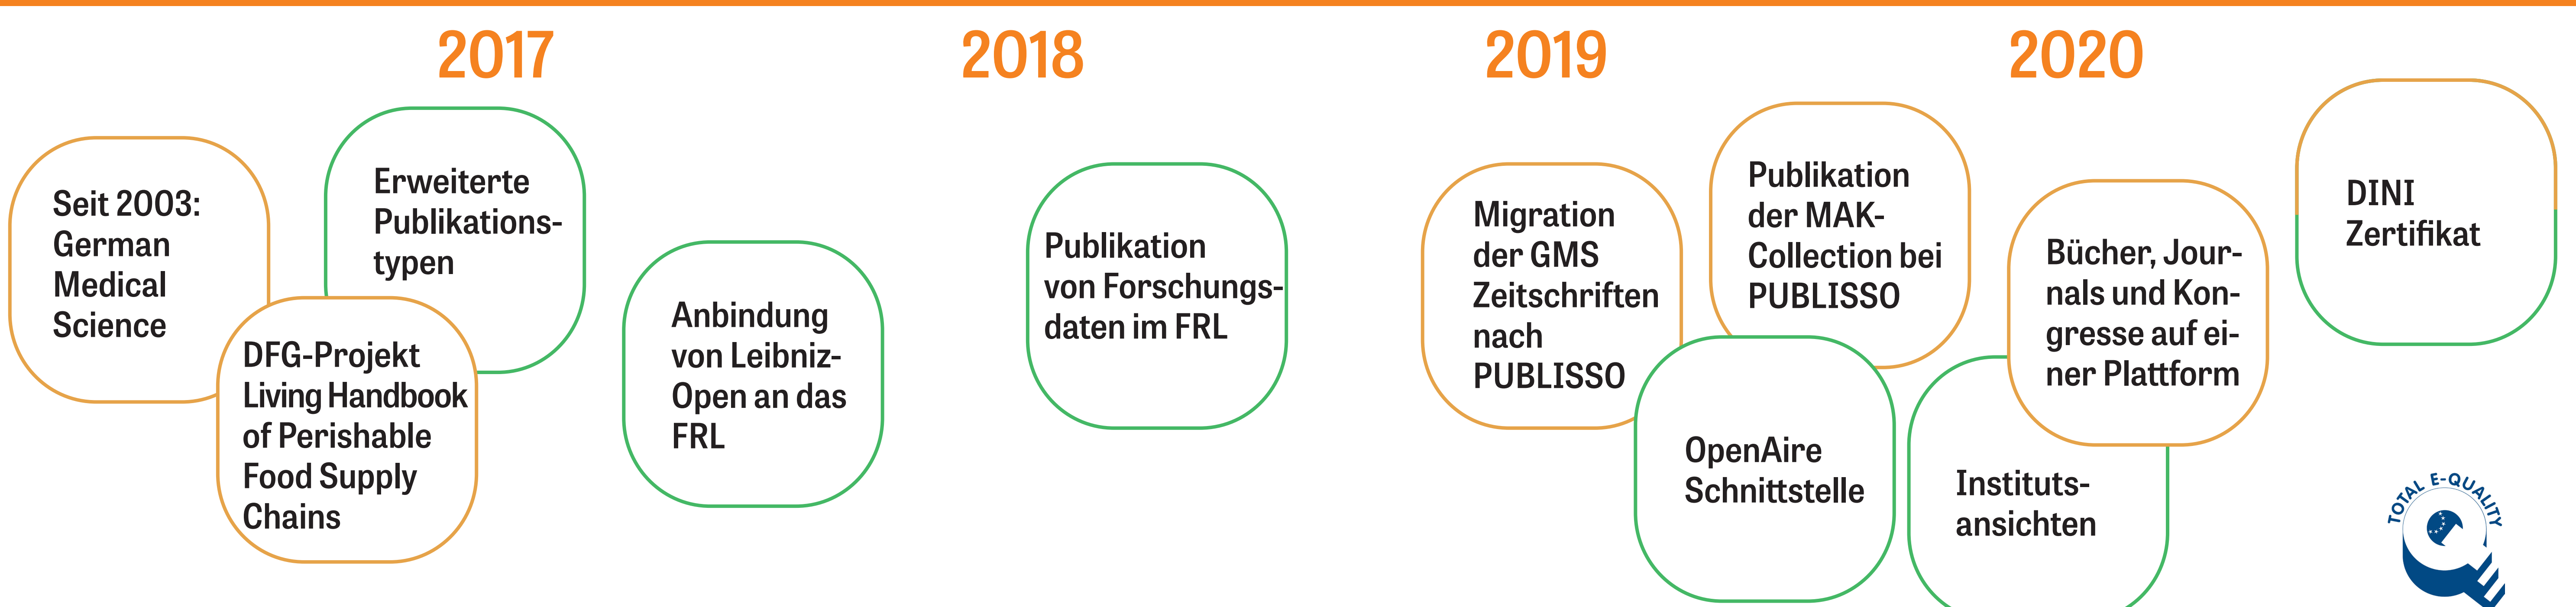 2017
2018
2019
2020
Seit 2003:
German
Medical
Science
Erweiterte
Publikations-
typen
DFG-Projekt
Living Handbook
of Perishable
Food Supply
Chains
Anbindung
von Leibniz-
Open an das
FRL
Publikation
von Forschungs-
daten im FRL
Migration
der GMS
Zeitschriften
nach
PUBLISSO
Publikation
der MAK-
Collection bei
PUBLISSO
OpenAire
Schnittstelle
Instituts-
ansichten
Bücher, Jour-
nals und Kon-
gresse auf ei-
ner Plattform
DINI
Zertifikat
TOTAL E-QUALITY